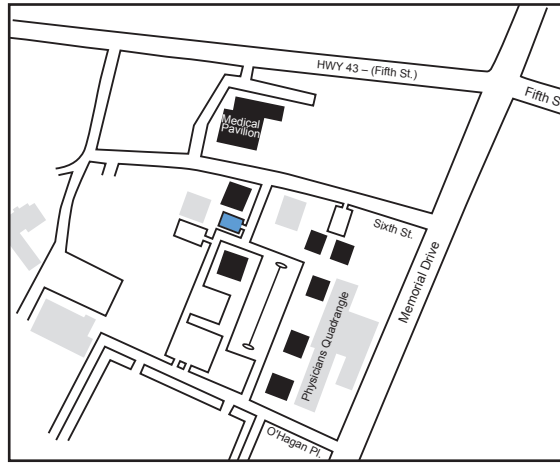 HWY 43 – (Fifth St.)
Fifth S
Medical
Pavilion
Sixth St.
Memorial Drive
Physicians Quadrangle
O'Hagan Pl.